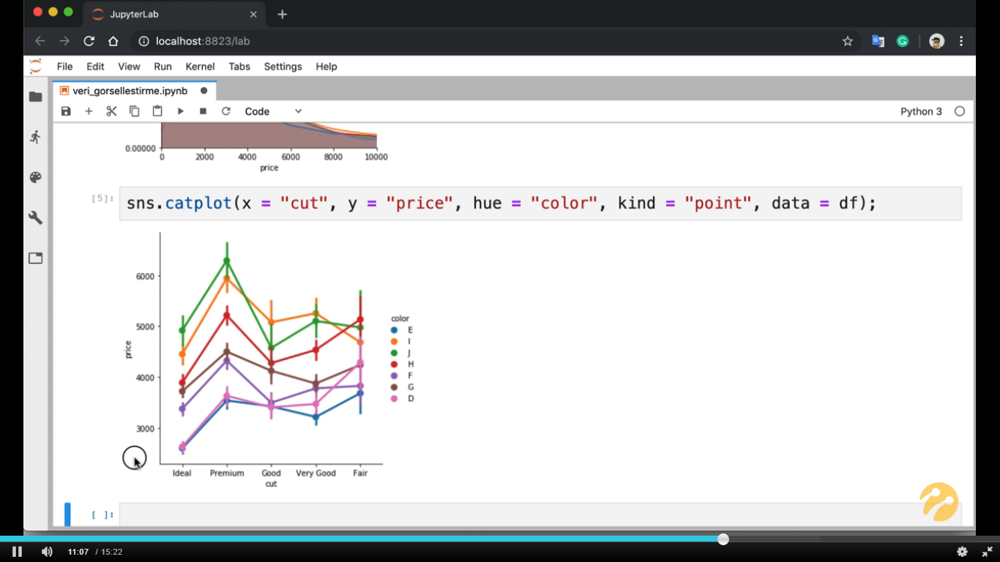 JupyterLab
localhost:8823/lab
File Edit View Run Kernel Tabs Settings Help
veri_gorsellestirme.ipynb
Code
Python 3
0.00000
0 2000 4000 6000 8000 10000
price
[5]: sns.catplot(x = "cut", y = "price", hue = "color", kind = "point", data = df);
6000
5000
4000
3000
price
color
E
I
J
H
F
G
D
Ideal Premium Good Very Good Fair
cut
[ ]:
11:07 / 15:22